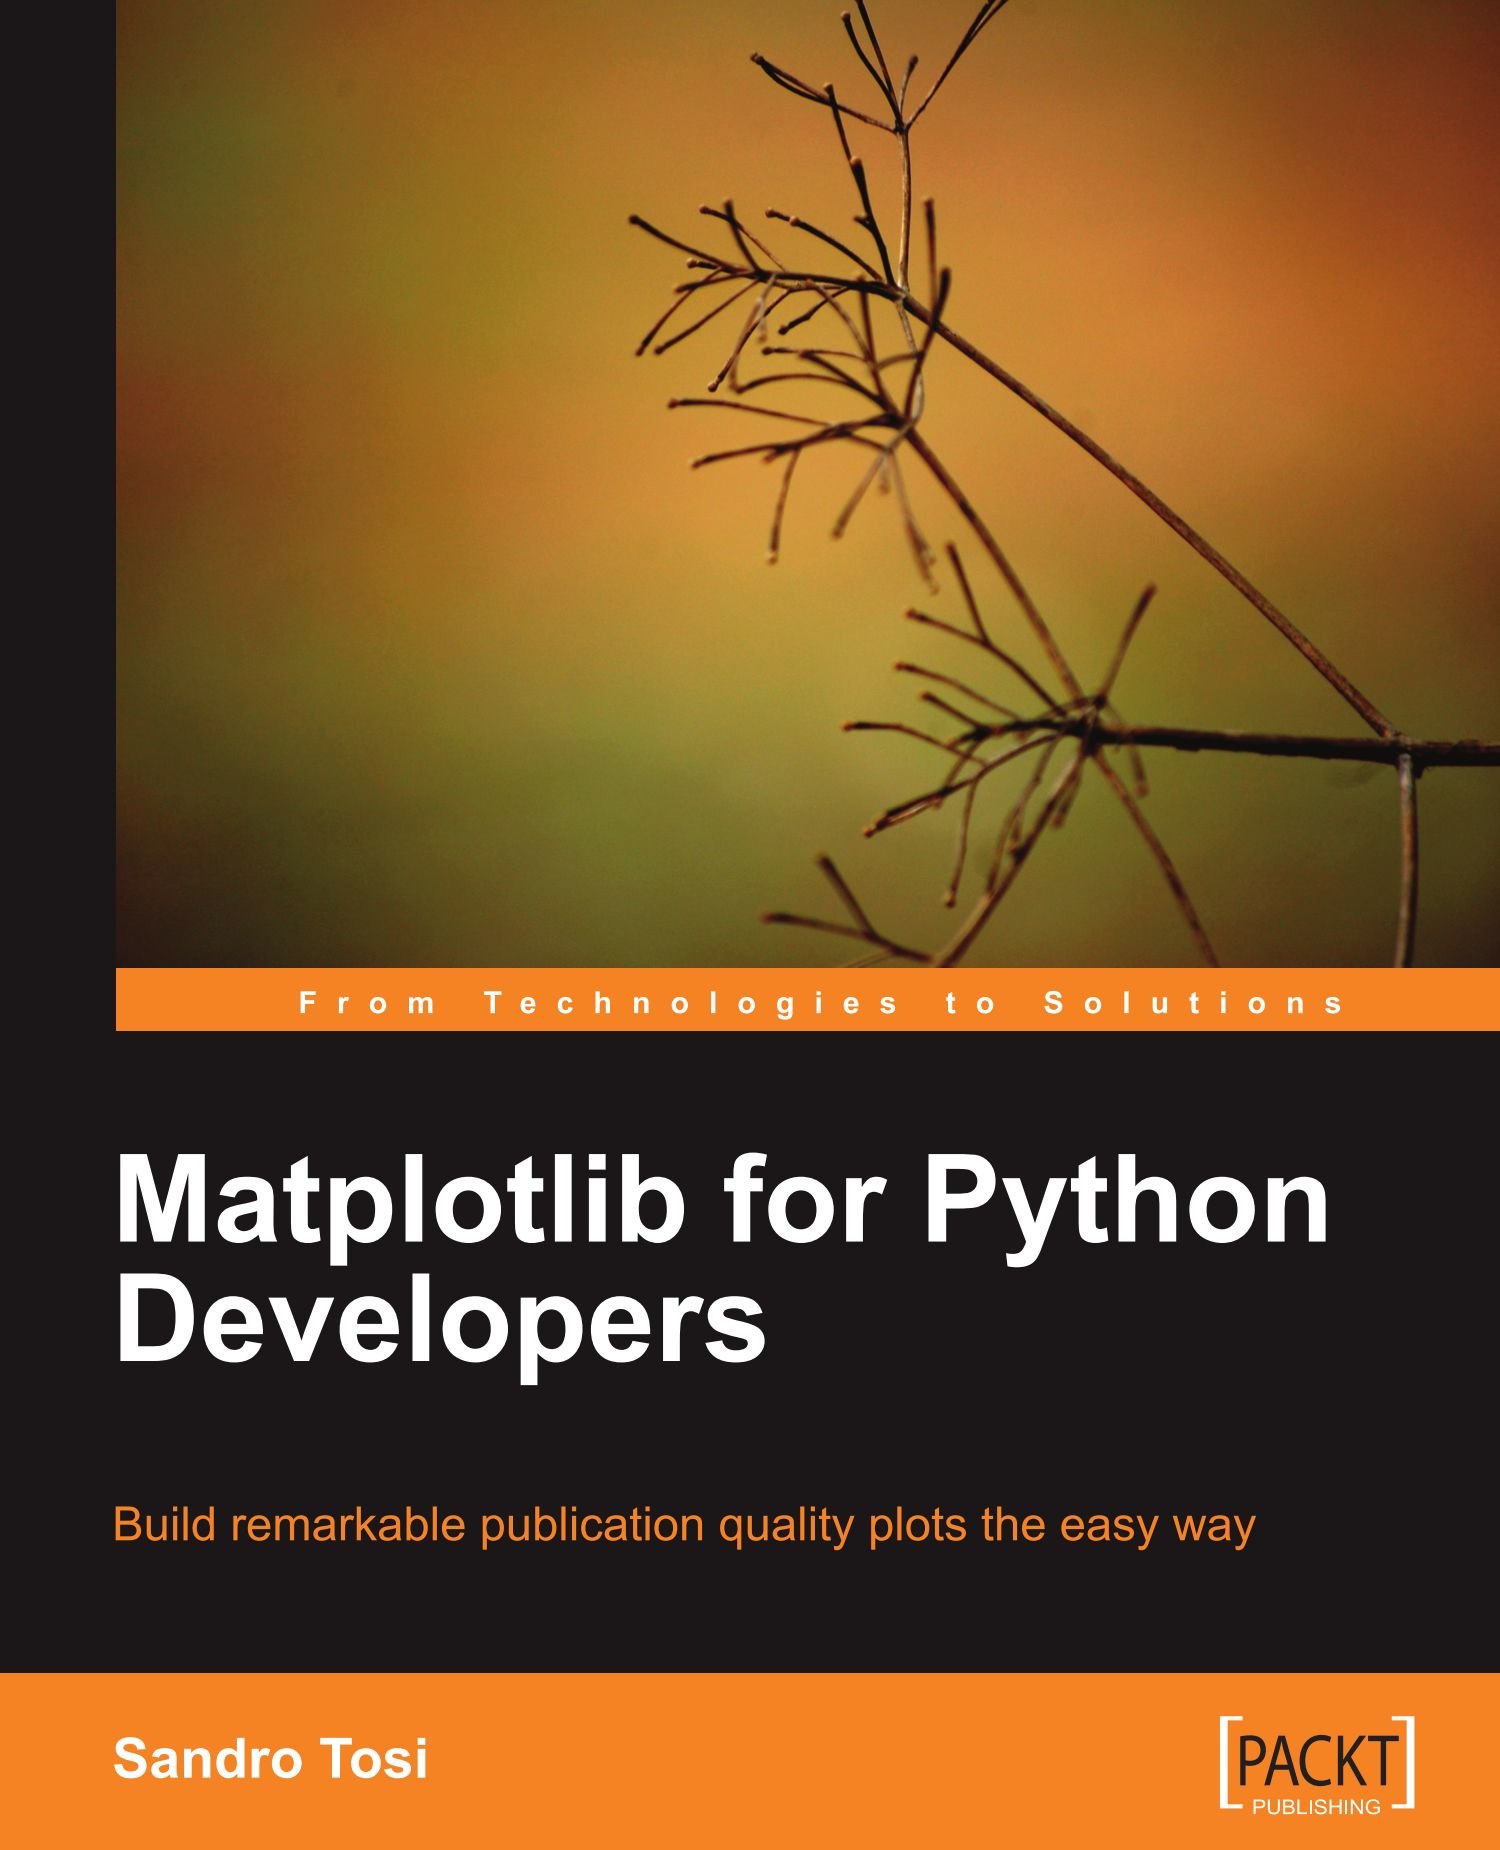 From Technologies to Solutions
Matplotlib for Python
Developers
Build remarkable publication quality plots the easy way
Sandro Tosi
PACKT
PUBLISHING